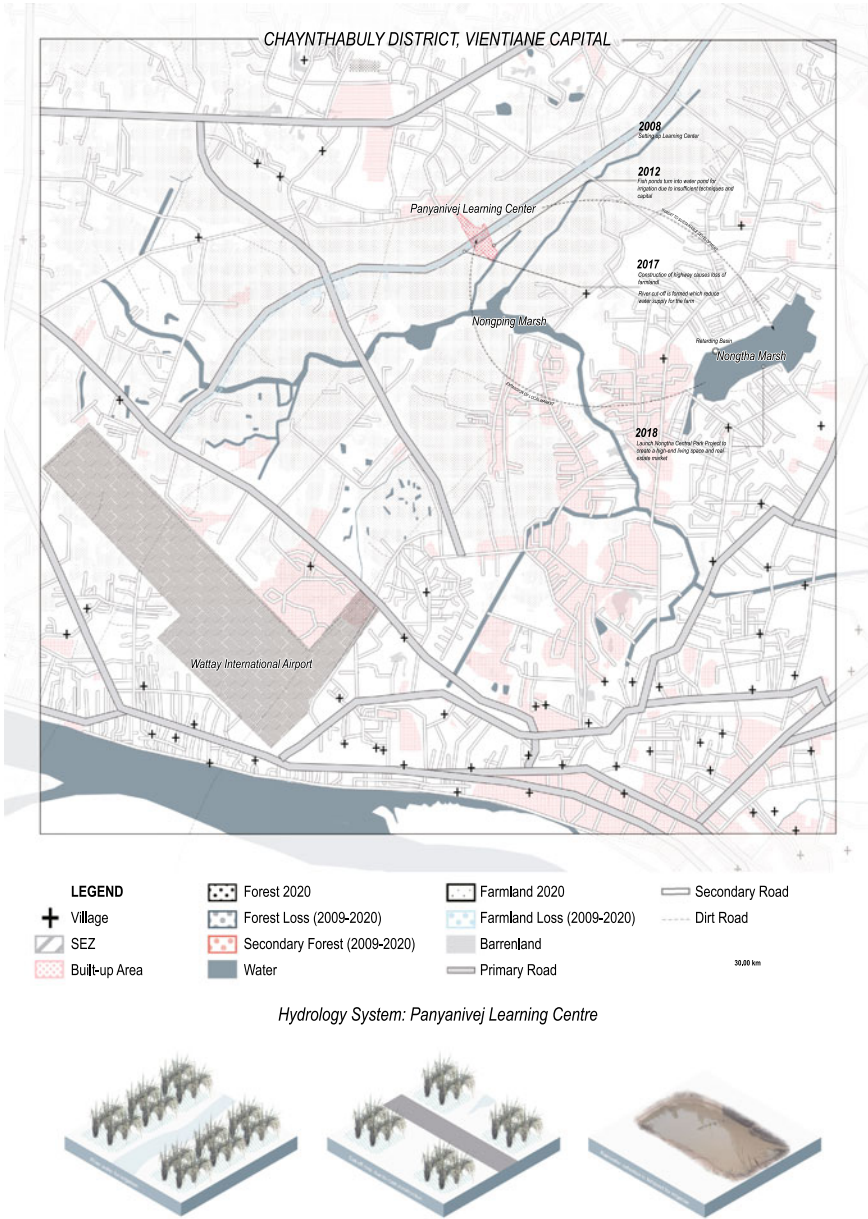 CHAYNTHABULY DISTRICT, VIENTIANE CAPITAL
2008
Setting up Learning Center
2012
Fish ponds turn into water pond for
irrigation due to insufficient techniques and
capital
Panyanivej Learning Center
2017
Construction of highway causes loss of
farmland
River cut-off is formed which reduce
water supply for the farm
Nongping Marsh
Retarding Basin
Nongtha Marsh
2018
Launch Nongtha Central Park Project to
create a high-end living space and real
estate market
Wattay International Airport
LEGEND
Village
SEZ
Built-up Area
Forest 2020
Forest Loss (2009-2020)
Secondary Forest (2009-2020)
Water
Farmland 2020
Farmland Loss (2009-2020)
Barrenland
Primary Road
Secondary Road
Dirt Road
30.00 km
Hydrology System: Panyanivej Learning Centre